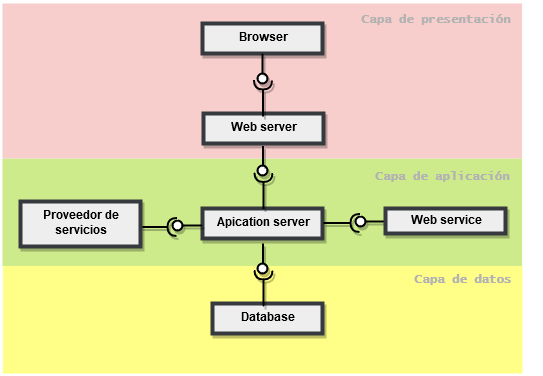 Capa de presentación
Browser
Web server
Capa de aplicación
Proveedor de
servicios
Apication server
Web service
Capa de datos
Database